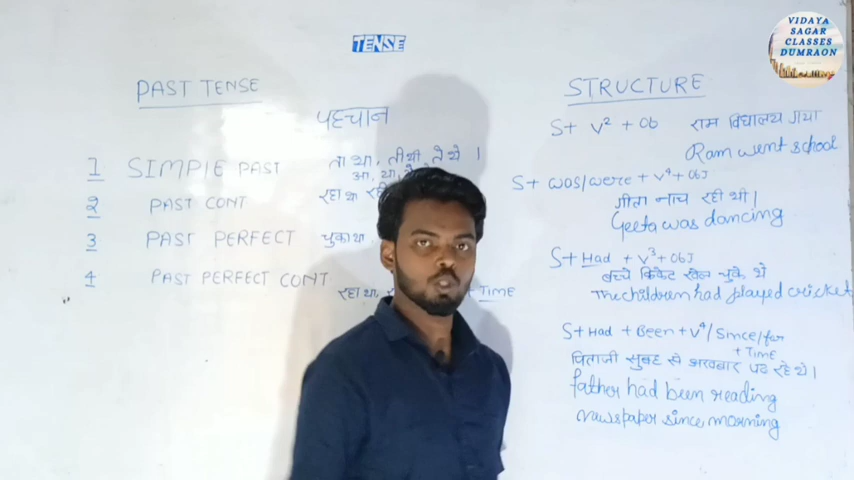 VIDAYA
SAGAR
CLASSES
DUMRAON
TENSE
PAST TENSE
पहचान
1 SIMPLE PAST ता था, ती थी ते थे ।
आ, या,
2 PAST CONT रहा था
3 PAST PERFECT चुका था
4 PAST PERFECT CONT
रहा था, TIME
STRUCTURE
S+ V² + Ob राम विद्यालय गया
Ram went school
S+ was/were + V⁴ + obJ
गीता नाच रही थी।
Geeta was dancing
S+ Had + V³ + obJ
बच्चे क्रिकेट खेल चुके थे
The children had played cricket
S+ Had + Been + V⁴/Since/for
+ TIME
पिताजी सुबह से अखबार पढ़ रहे थे।
father had been reading
newspaper since morning